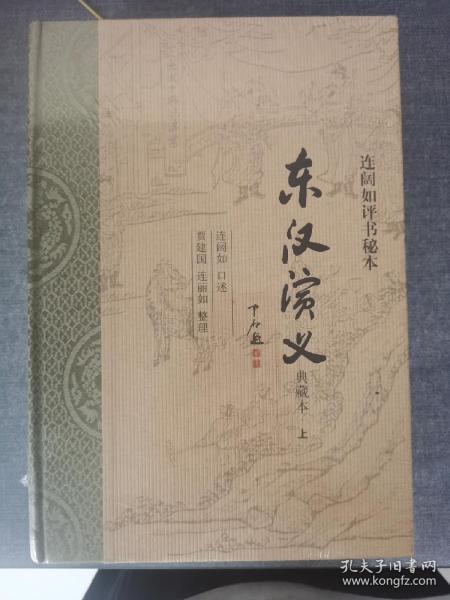 连阔如评书秘本
东汉演义
典藏本 上
连阔如 口述
贾建国 连丽如 整理
孔夫子旧书网
www.kongfz.com